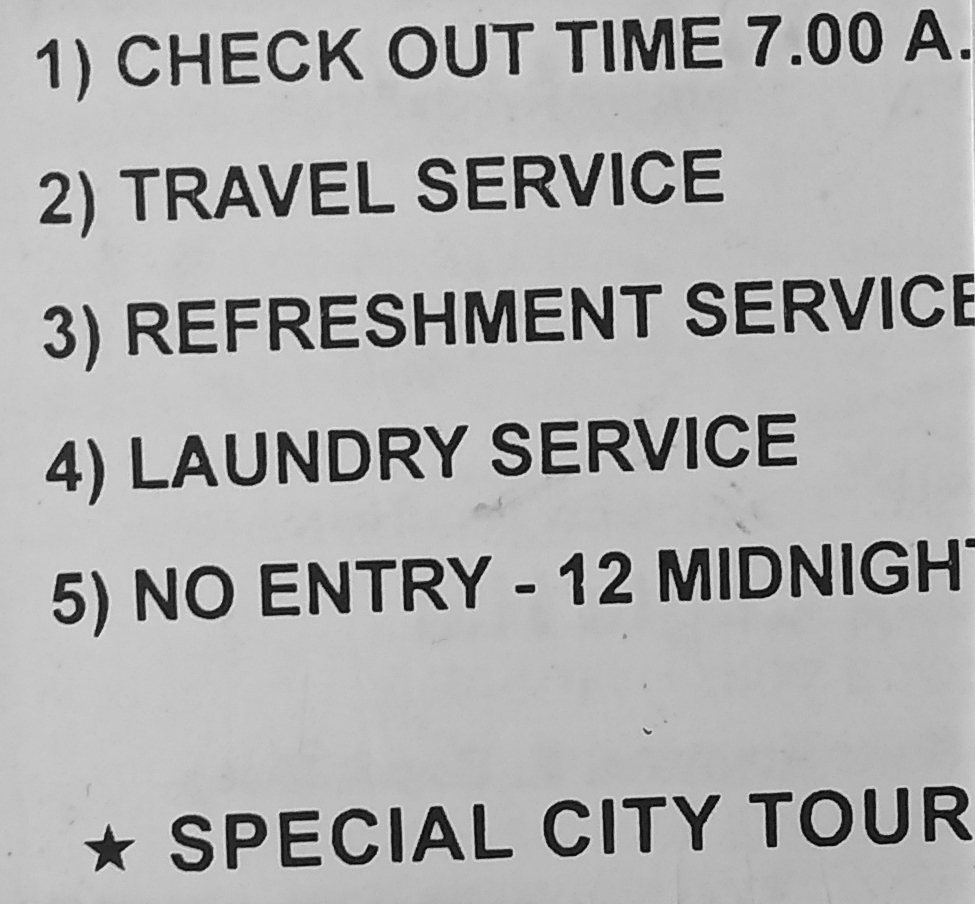 1) CHECK OUT TIME 7.00 A.
2) TRAVEL SERVICE
3) REFRESHMENT SERVICE
4) LAUNDRY SERVICE
5) NO ENTRY - 12 MIDNIGHT
★ SPECIAL CITY TOUR